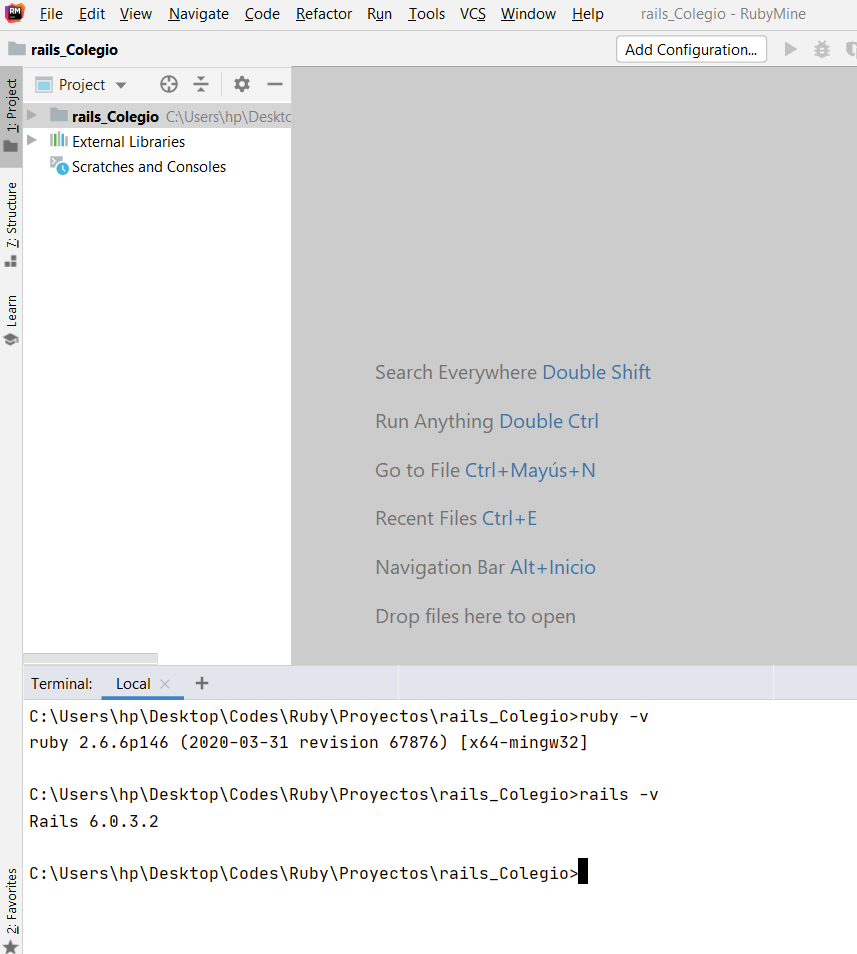 RM
File Edit View Navigate Code Refactor Run Tools VCS Window Help rails_Colegio - RubyMine
rails_Colegio
Add Configuration...
1: Project
Project
rails_Colegio C:\Users\hp\Deskto
External Libraries
Scratches and Consoles
7: Structure
Learn
Search Everywhere Double Shift
Run Anything Double Ctrl
Go to File Ctrl+Mayús+N
Recent Files Ctrl+E
Navigation Bar Alt+Inicio
Drop files here to open
Terminal: Local
C:\Users\hp\Desktop\Codes\Ruby\Proyectos\rails_Colegio>ruby -v
ruby 2.6.6p146 (2020-03-31 revision 67876) [x64-mingw32]
C:\Users\hp\Desktop\Codes\Ruby\Proyectos\rails_Colegio>rails -v
Rails 6.0.3.2
C:\Users\hp\Desktop\Codes\Ruby\Proyectos\rails_Colegio>
2: Favorites